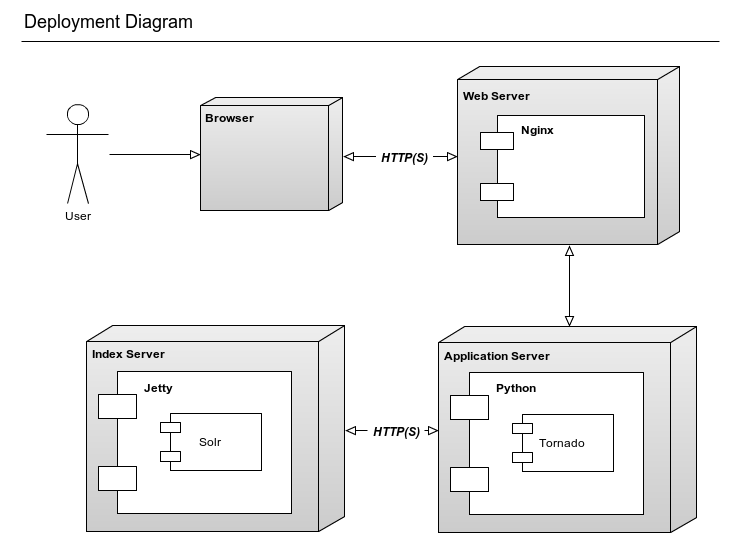 Deployment Diagram
Browser
Web Server
Nginx
HTTP(S)
User
Index Server
Jetty
Solr
HTTP(S)
Application Server
Python
Tornado